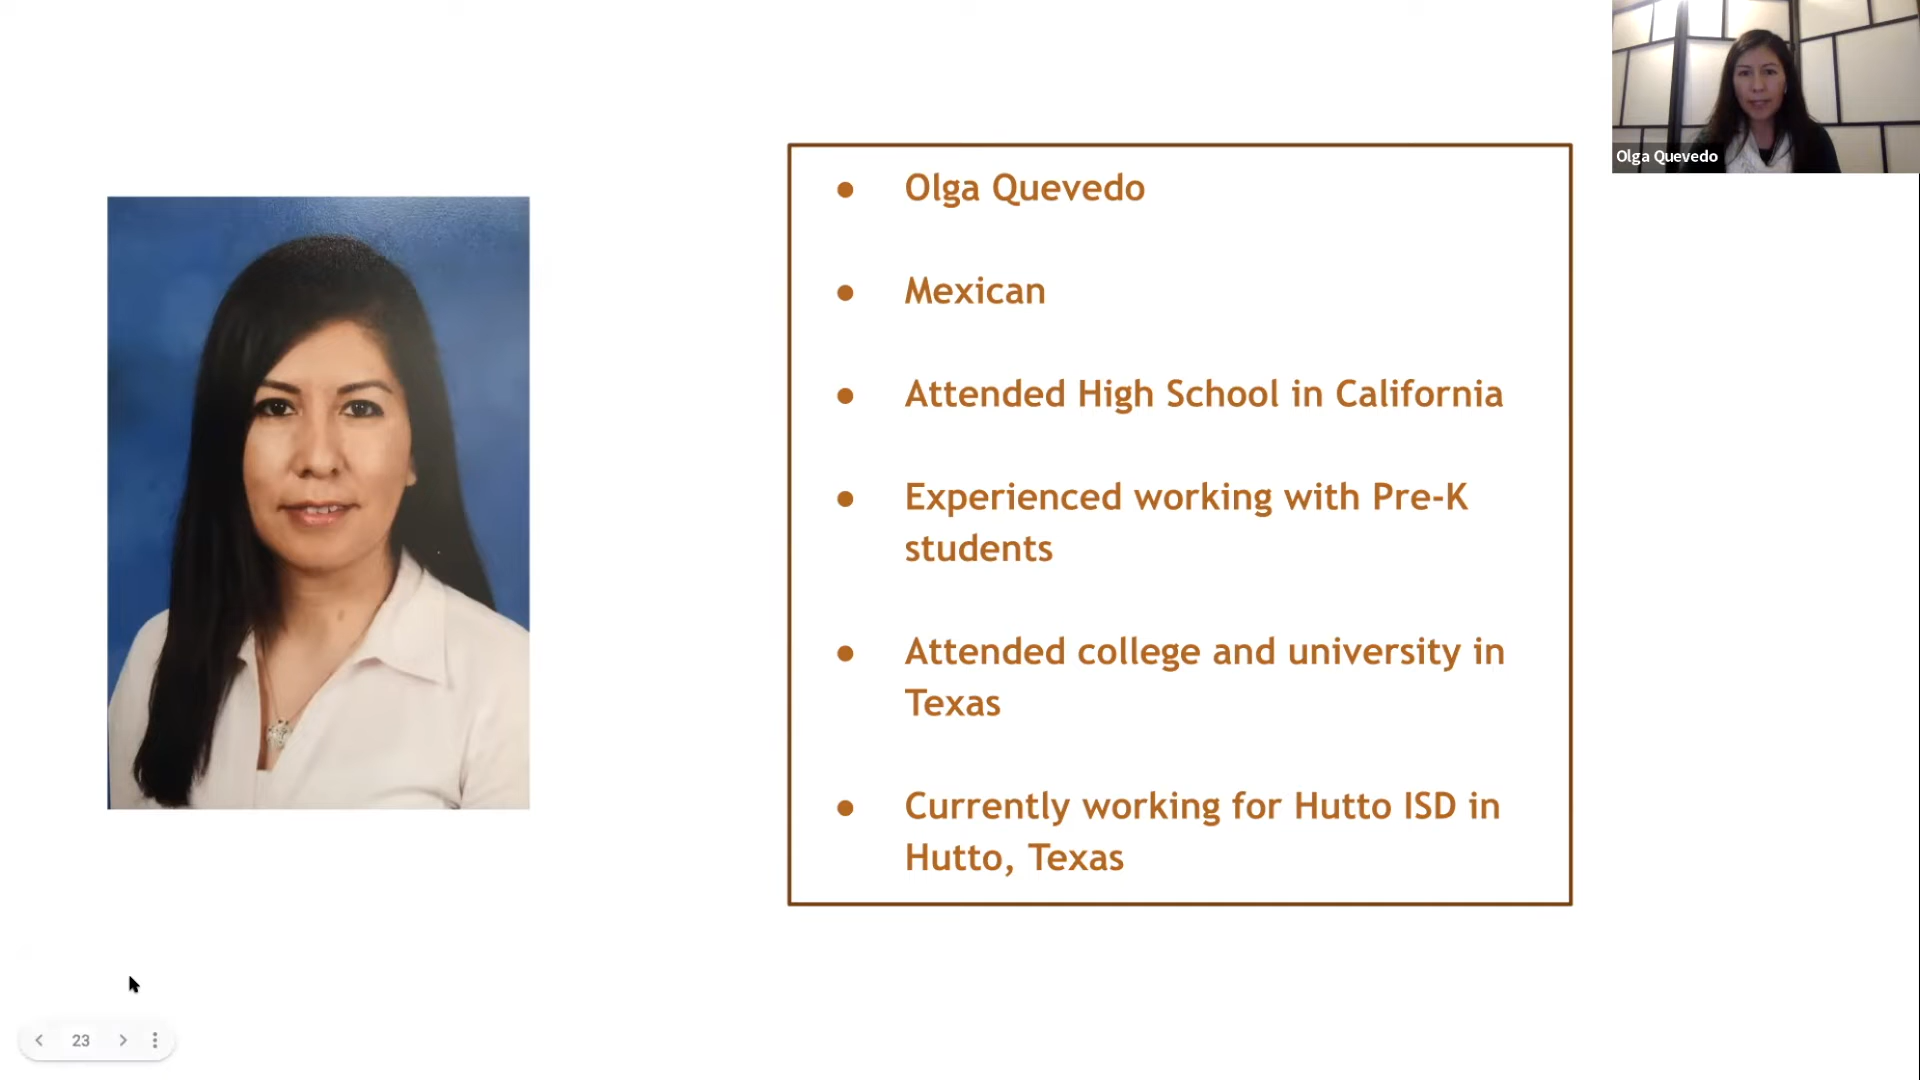 Olga Quevedo
● Olga Quevedo
● Mexican
● Attended High School in California
● Experienced working with Pre-K
students
● Attended college and university in
Texas
● Currently working for Hutto ISD in
Hutto, Texas
23